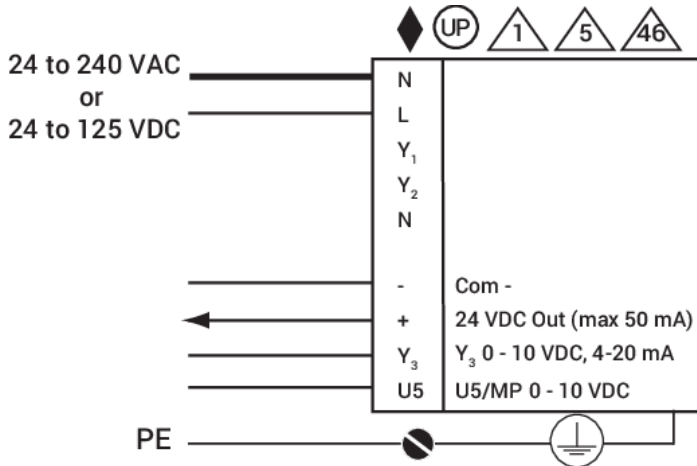 UP 1 5 46
24 to 240 VAC
or
24 to 125 VDC
N
L
Y₁
Y₂
N
- Com -
+ 24 VDC Out (max 50 mA)
Y₃ Y₃ 0 - 10 VDC, 4-20 mA
U5 U5/MP 0 - 10 VDC
PE